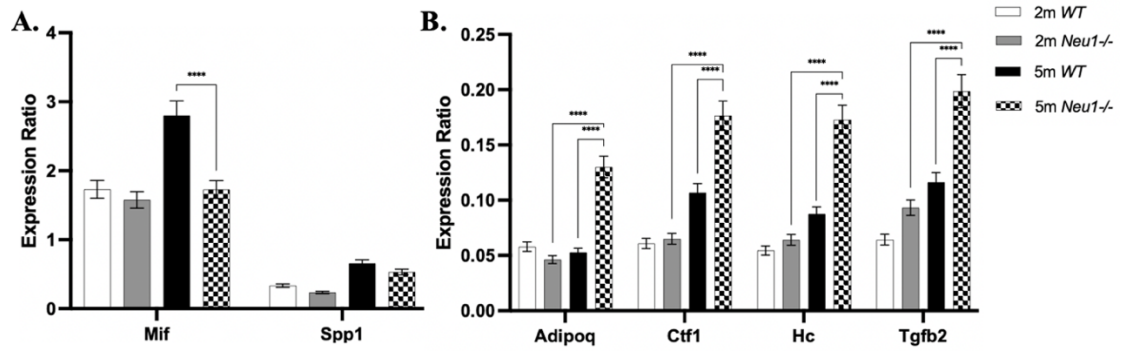 A.
Expression Ratio
4
3
2
1
0
****
Mif Spp1
B.
Expression Ratio
0.25
0.20
0.15
0.10
0.05
0.00
****
****
****
****
****
****
****
****
Adipoq Ctf1 Hc Tgfb2
2m WT
2m Neu1-/-
5m WT
5m Neu1-/-